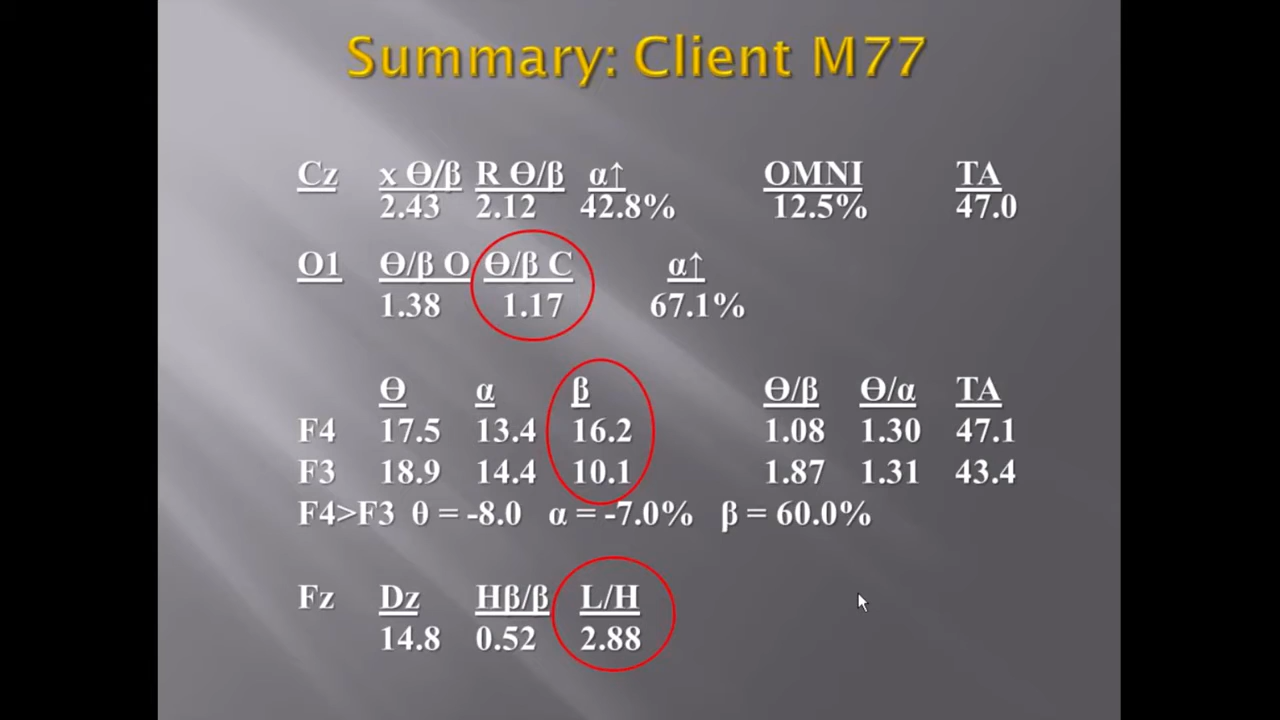 Summary: Client M77
Cz x Ө/β R Ө/β α↑ OMNI TA
2.43 2.12 42.8% 12.5% 47.0
O1 Ө/β O Ө/β C α↑
1.38 1.17 67.1%
Ө α β Ө/β Ө/α TA
F4 17.5 13.4 16.2 1.08 1.30 47.1
F3 18.9 14.4 10.1 1.87 1.31 43.4
F4>F3 θ = -8.0 α = -7.0% β = 60.0%
Fz Dz Hβ/β L/H
14.8 0.52 2.88